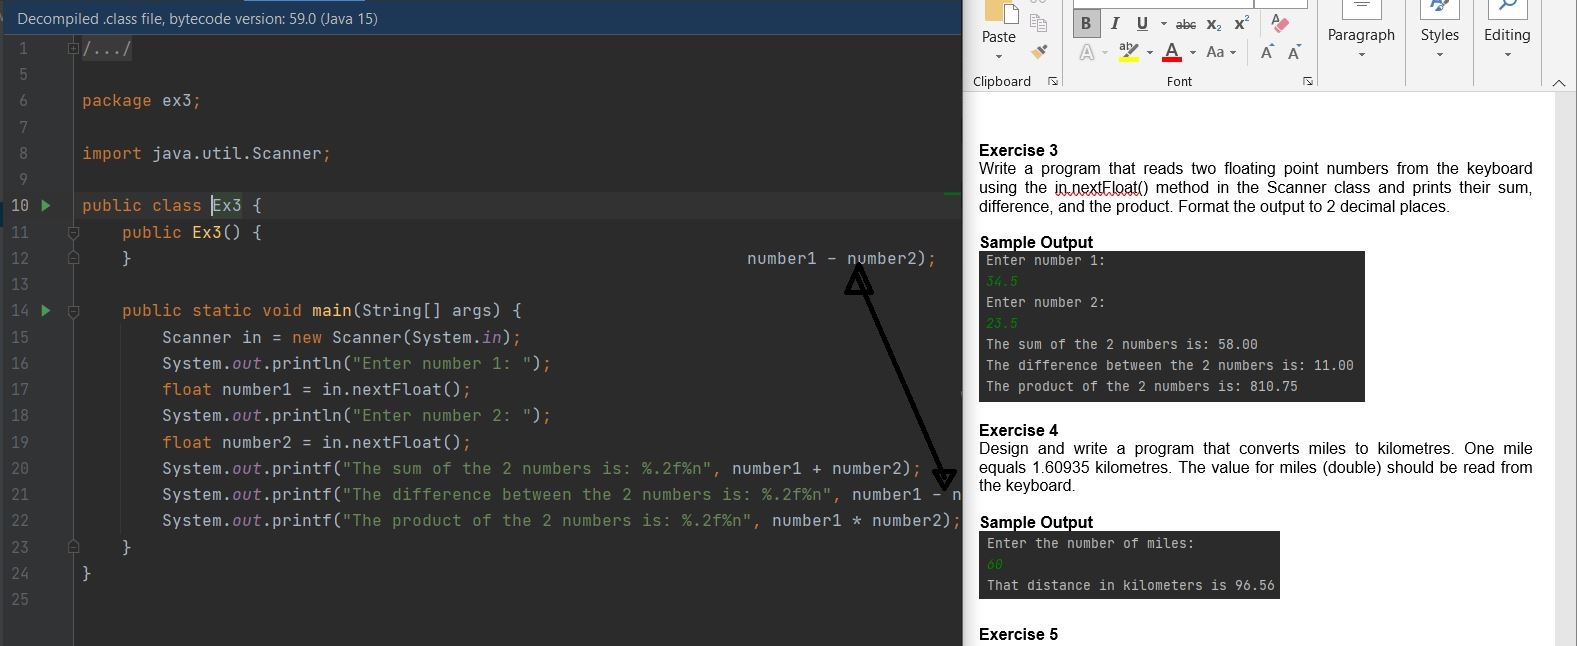 Decompiled .class file, bytecode version: 59.0 (Java 15)
1 /.../
5
6 package ex3;
7
8 import java.util.Scanner;
9
10 public class Ex3 {
11 public Ex3() {
12 } number1 - number2);
13
14 public static void main(String[] args) {
15 Scanner in = new Scanner(System.in);
16 System.out.println("Enter number 1: ");
17 float number1 = in.nextFloat();
18 System.out.println("Enter number 2: ");
19 float number2 = in.nextFloat();
20 System.out.printf("The sum of the 2 numbers is: %.2f%n", number1 + number2);
21 System.out.printf("The difference between the 2 numbers is: %.2f%n", number1 - n
22 System.out.printf("The product of the 2 numbers is: %.2f%n", number1 * number2);
23 }
24 }
25
Paste
Clipboard
B I U abc X2 X2
A ab A Aa A A
Font
Paragraph
Styles
Editing
Exercise 3
Write a program that reads two floating point numbers from the keyboard
using the in.nextFloat() method in the Scanner class and prints their sum,
difference, and the product. Format the output to 2 decimal places.
Sample Output
Enter number 1:
34.5
Enter number 2:
23.5
The sum of the 2 numbers is: 58.00
The difference between the 2 numbers is: 11.00
The product of the 2 numbers is: 810.75
Exercise 4
Design and write a program that converts miles to kilometres. One mile
equals 1.60935 kilometres. The value for miles (double) should be read from
the keyboard.
Sample Output
Enter the number of miles:
60
That distance in kilometers is 96.56
Exercise 5